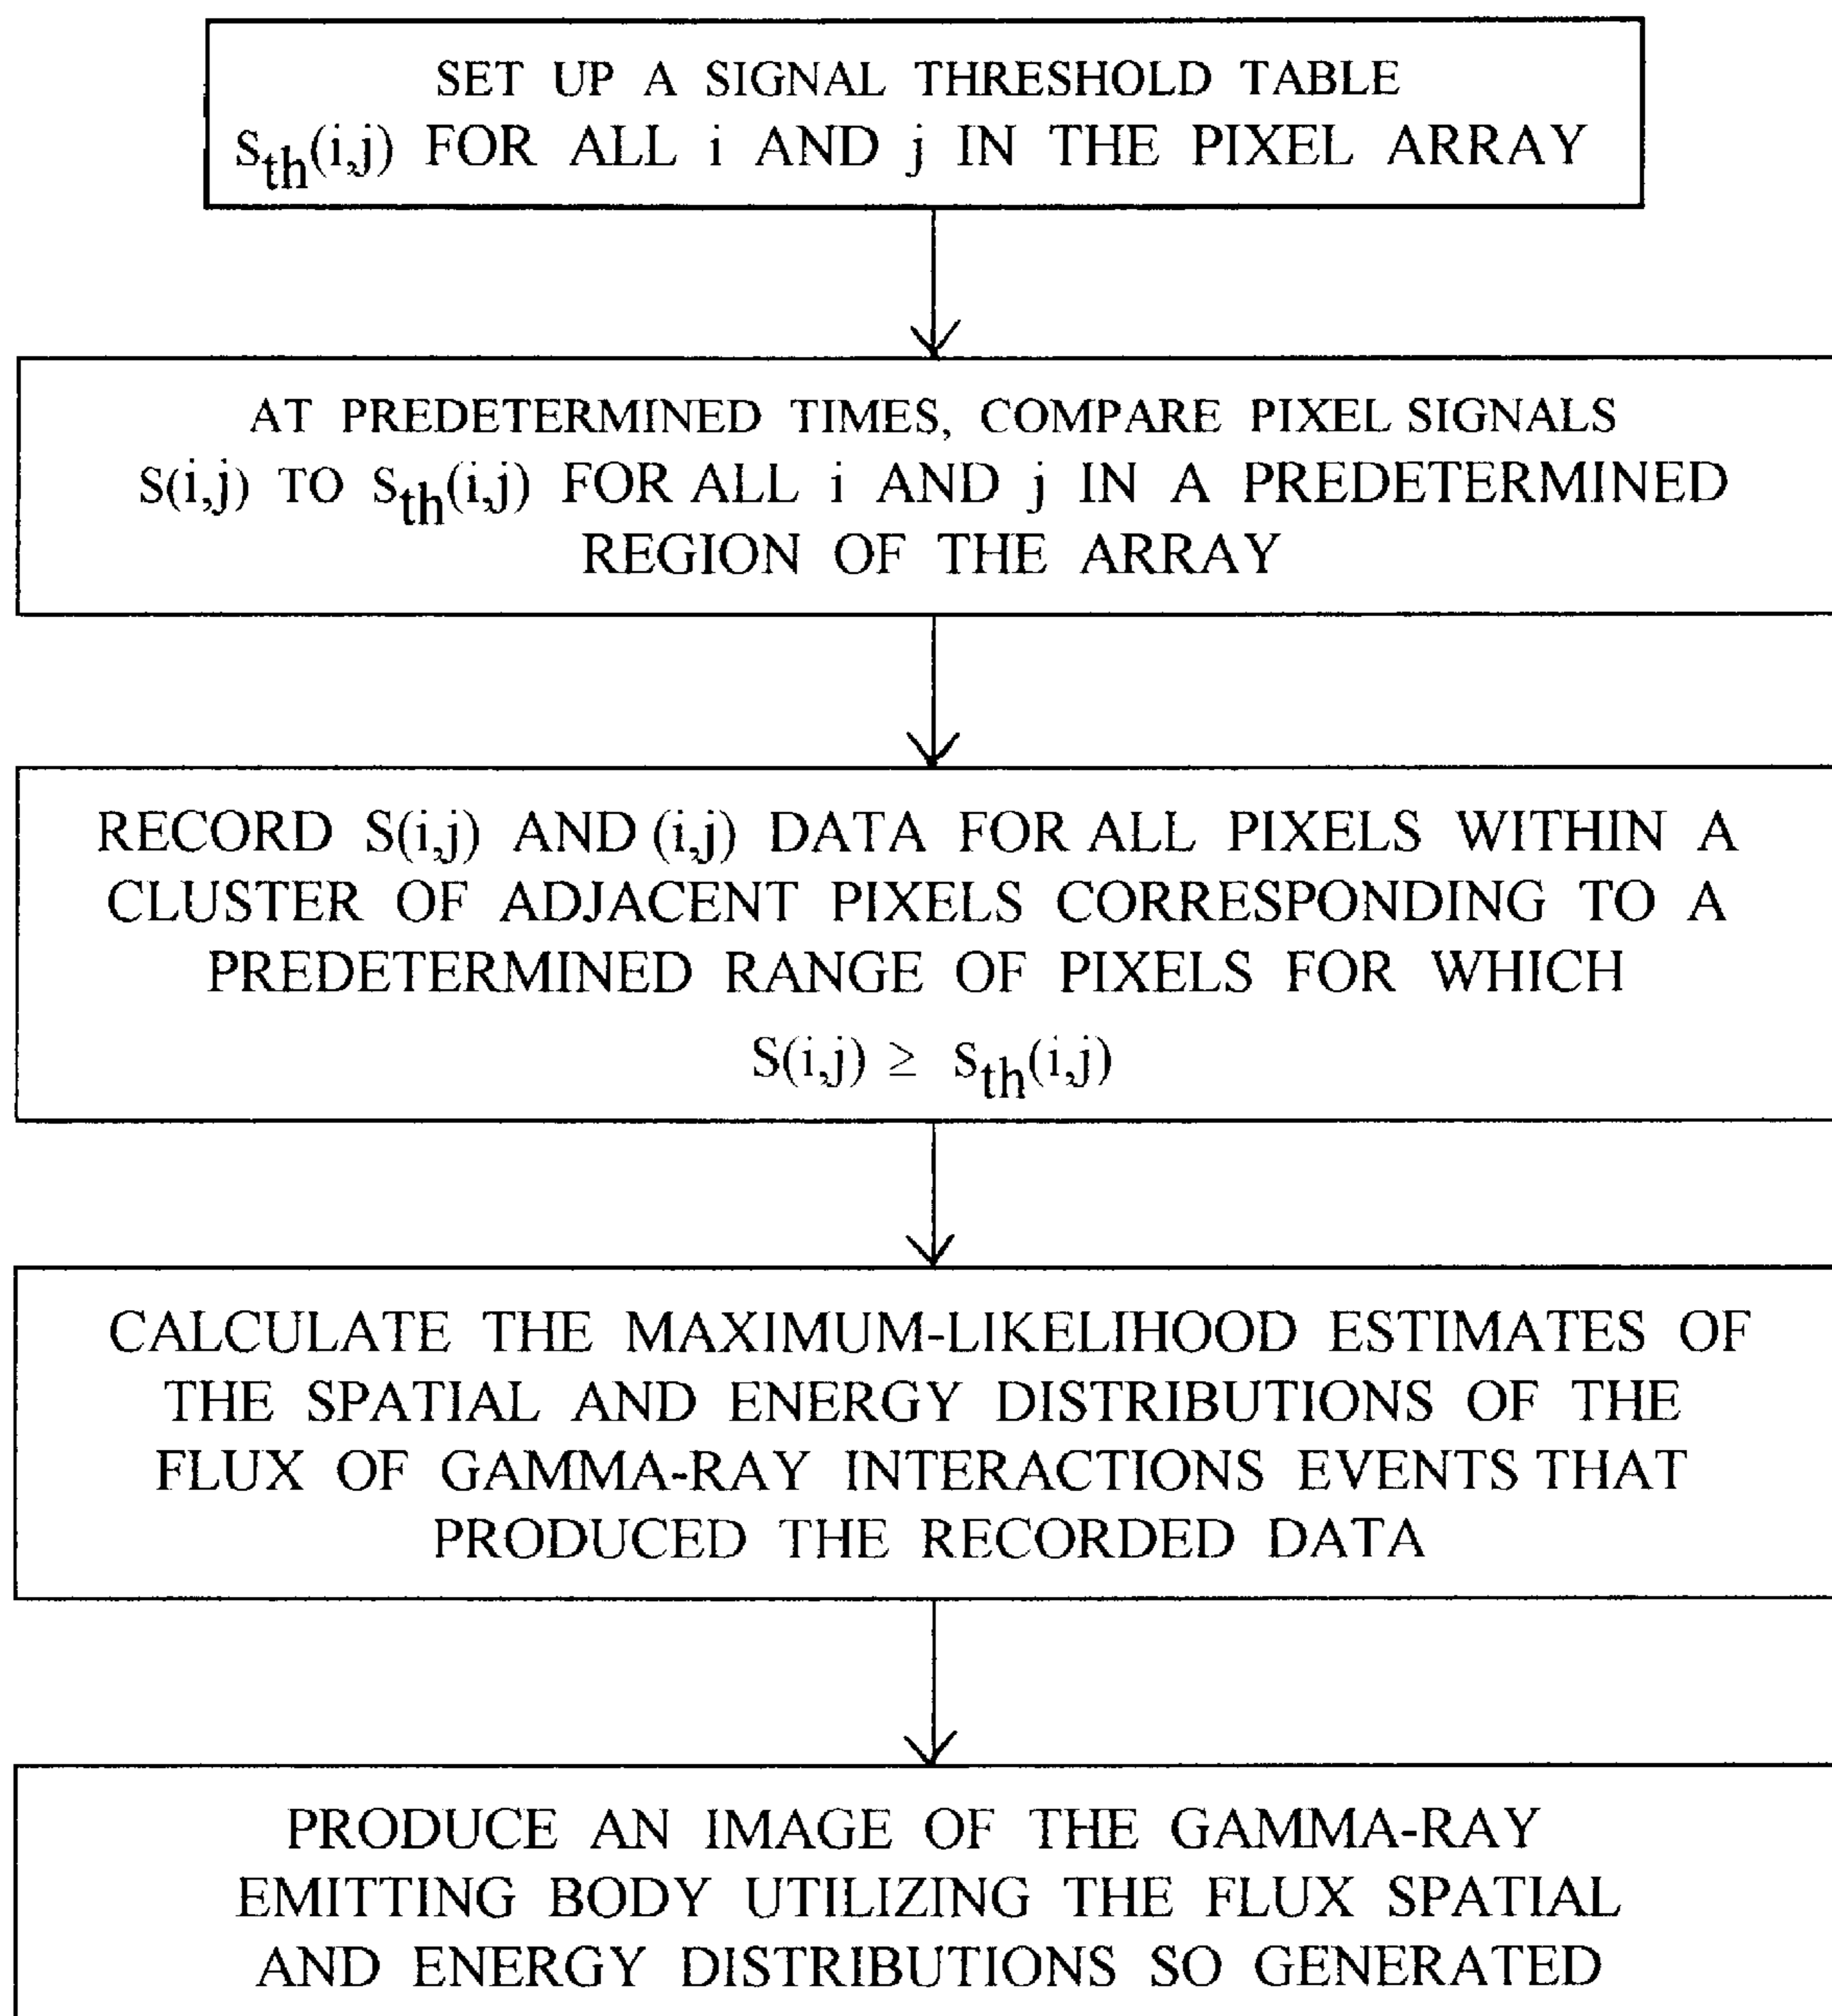 SET UP A SIGNAL THRESHOLD TABLE
Sth(i,j) FOR ALL i AND j IN THE PIXEL ARRAY
AT PREDETERMINED TIMES, COMPARE PIXEL SIGNALS
S(i,j) TO Sth(i,j) FOR ALL i AND j IN A PREDETERMINED
REGION OF THE ARRAY
RECORD S(i,j) AND (i,j) DATA FOR ALL PIXELS WITHIN A
CLUSTER OF ADJACENT PIXELS CORRESPONDING TO A
PREDETERMINED RANGE OF PIXELS FOR WHICH
S(i,j) ≥ Sth(i,j)
CALCULATE THE MAXIMUM-LIKELIHOOD ESTIMATES OF
THE SPATIAL AND ENERGY DISTRIBUTIONS OF THE
FLUX OF GAMMA-RAY INTERACTIONS EVENTS THAT
PRODUCED THE RECORDED DATA
PRODUCE AN IMAGE OF THE GAMMA-RAY
EMITTING BODY UTILIZING THE FLUX SPATIAL
AND ENERGY DISTRIBUTIONS SO GENERATED